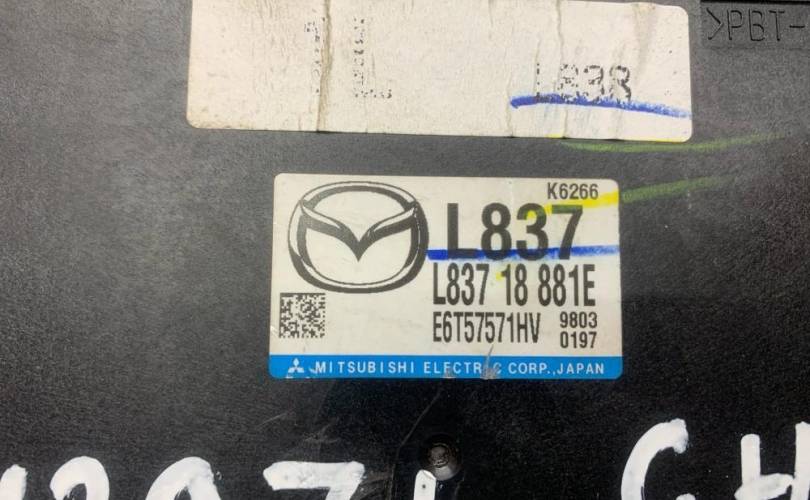 >PBT-
L838
K6266
L837
L837 18 881E
E6T57571HV 9803
0197
MITSUBISHI ELECTRIC CORP.,JAPAN